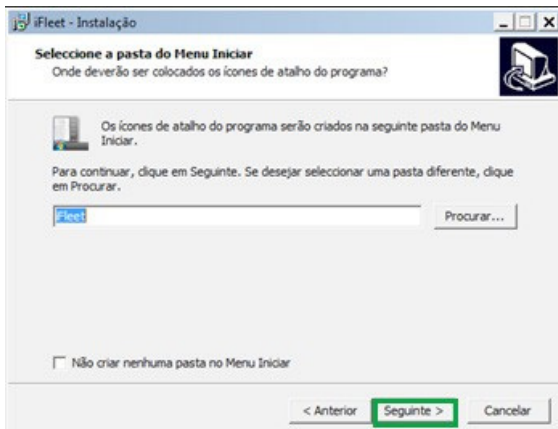 iFleet - Instalação
Seleccione a pasta do Menu Iniciar
Onde deverão ser colocados os ícones de atalho do programa?
Os ícones de atalho do programa serão criados na seguinte pasta do Menu
Iniciar.
Para continuar, clique em Seguinte. Se desejar seleccionar uma pasta diferente, clique
em Procurar.
iFleet
Procurar...
Não criar nenhuma pasta no Menu Iniciar
< Anterior
Seguinte >
Cancelar